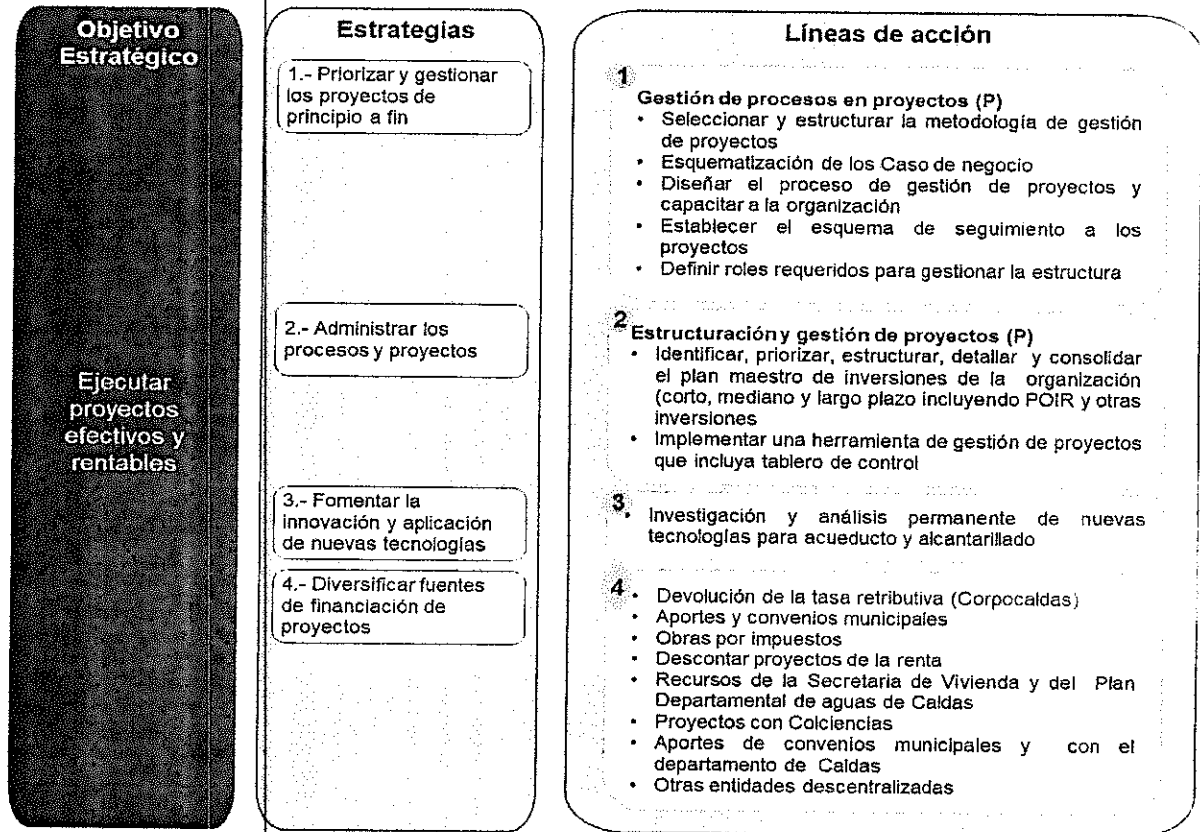 Objetivo
Estratégico
Ejecutar
proyectos
efectivos y
rentables
Estrategias
1.- Priorizar y gestionar
los proyectos de
principio a fin
2.- Administrar los
procesos y proyectos
3.- Fomentar la
innovación y aplicación
de nuevas tecnologías
4.- Diversificar fuentes
de financiación de
proyectos
Líneas de acción
1
Gestión de procesos en proyectos (P)
• Seleccionar y estructurar la metodología de gestión
de proyectos
• Esquematización de los Caso de negocio
• Diseñar el proceso de gestión de proyectos y
capacitar a la organización
• Establecer el esquema de seguimiento a los
proyectos
• Definir roles requeridos para gestionar la estructura
2
Estructuración y gestión de proyectos (P)
• Identificar, priorizar, estructurar, detallar y consolidar
el plan maestro de inversiones de la organización
(corto, mediano y largo plazo incluyendo POIR y otras
inversiones
• Implementar una herramienta de gestión de proyectos
que incluya tablero de control
3
• Investigación y análisis permanente de nuevas
tecnologías para acueducto y alcantarillado
4
• Devolución de la tasa retributiva (Corpocaldas)
• Aportes y convenios municipales
• Obras por impuestos
• Descontar proyectos de la renta
• Recursos de la Secretaria de Vivienda y del Plan
Departamental de aguas de Caldas
• Proyectos con Colciencias
• Aportes de convenios municipales y con el
departamento de Caldas
• Otras entidades descentralizadas